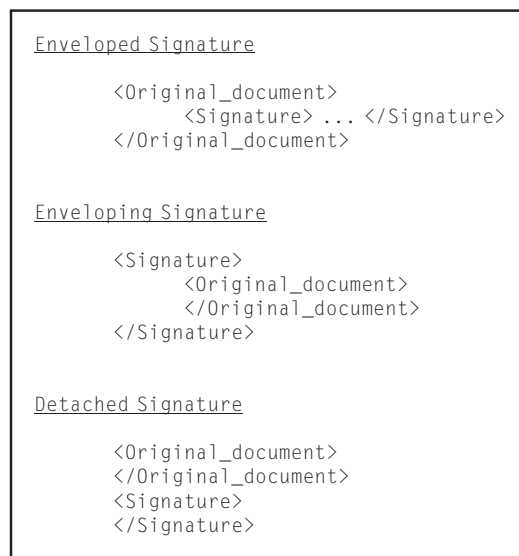 Enveloped Signature
<Original_document>
<Signature> ... </Signature>
</Original_document>
Enveloping Signature
<Signature>
<Original_document>
</Original_document>
</Signature>
Detached Signature
<Original_document>
</Original_document>
<Signature>
</Signature>